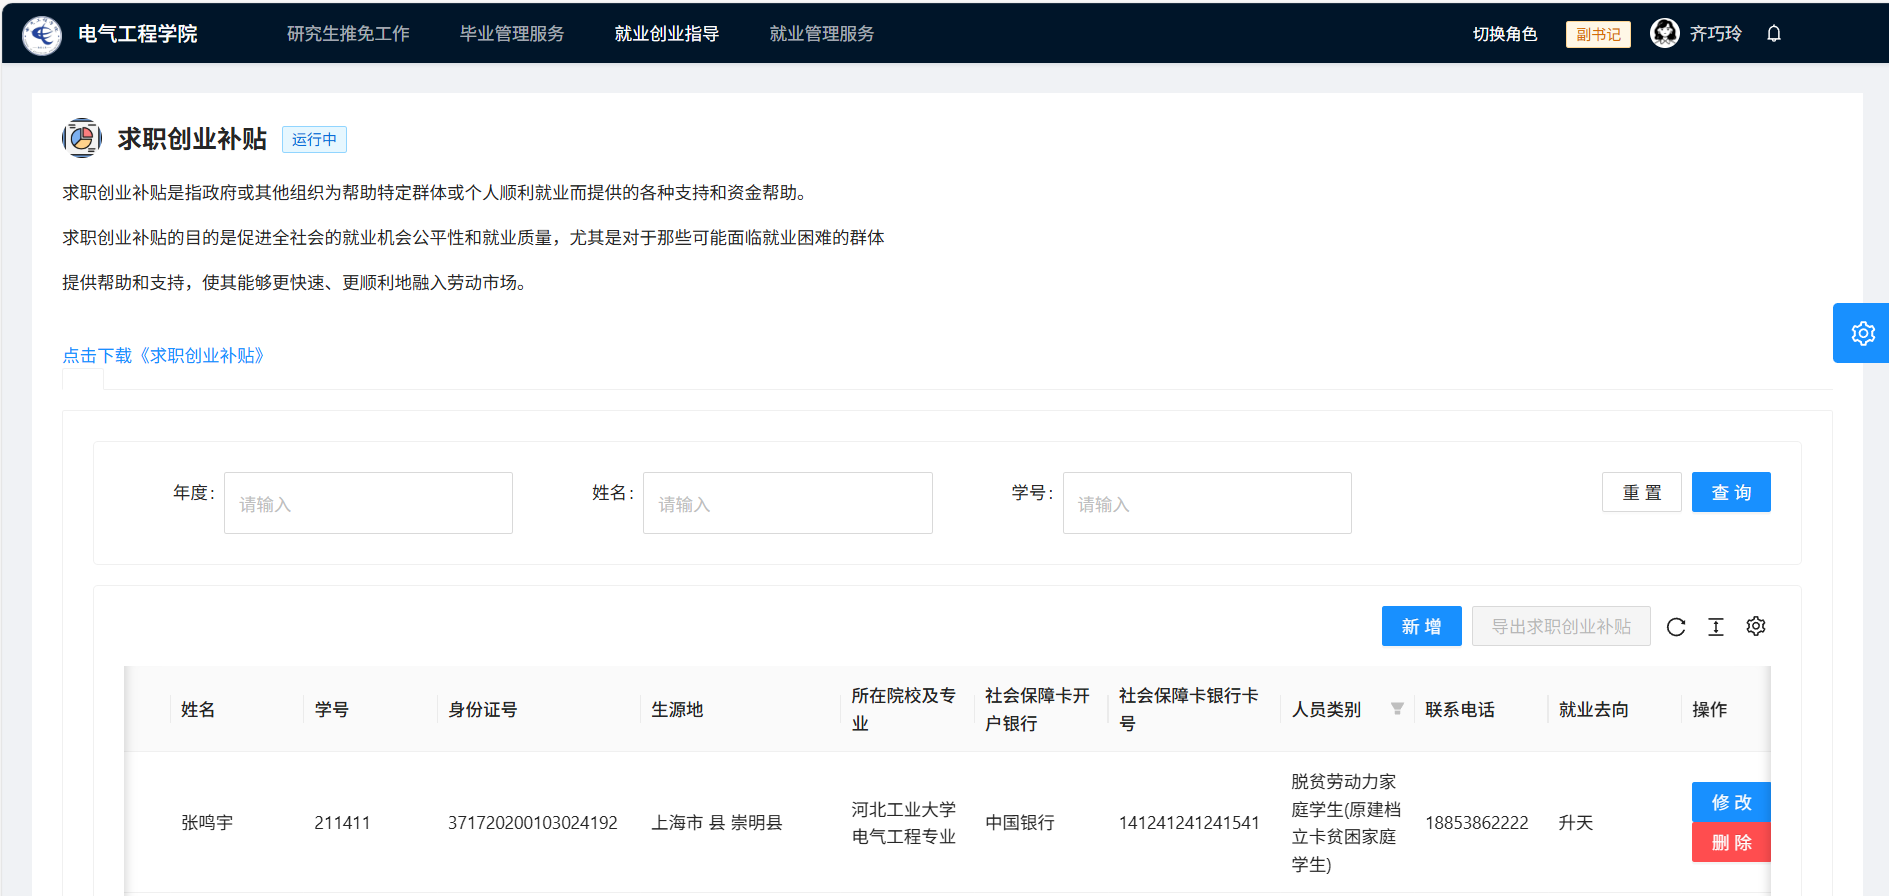 电气工程学院 研究生推免工作 毕业管理服务 就业创业指导 就业管理服务 切换角色 副书记 齐巧玲
求职创业补贴 运行中
求职创业补贴是指政府或其他组织为帮助特定群体或个人顺利就业而提供的各种支持和资金帮助。
求职创业补贴的目的是促进全社会的就业机会公平性和就业质量，尤其是对于那些可能面临就业困难的群体
提供帮助和支持，使其能够更快速、更顺利地融入劳动市场。
点击下载《求职创业补贴》
年度: 请输入 姓名: 请输入 学号: 请输入 重 置 查 询
新 增 导出求职创业补贴
姓名 学号 身份证号 生源地 所在院校及专业 社会保障卡开户银行 社会保障卡银行卡号 人员类别 联系电话 就业去向 操作
张鸣宇 211411 371720200103024192 上海市 县 崇明县 河北工业大学电气工程专业 中国银行 141241241241541 脱贫劳动力家庭学生(原建档立卡贫困家庭学生) 18853862222 升天 修 改
删 除